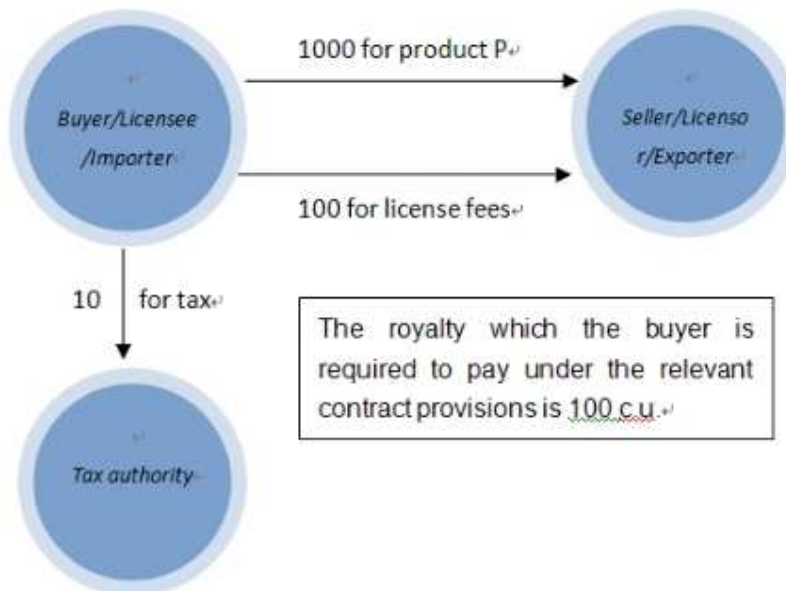 1000 for product P
Buyer/Licensee
/Importer
Seller/Licenso
r/Exporter
100 for license fees
10 for tax
The royalty which the buyer is
required to pay under the relevant
contract provisions is 100 c.u.
Tax authority